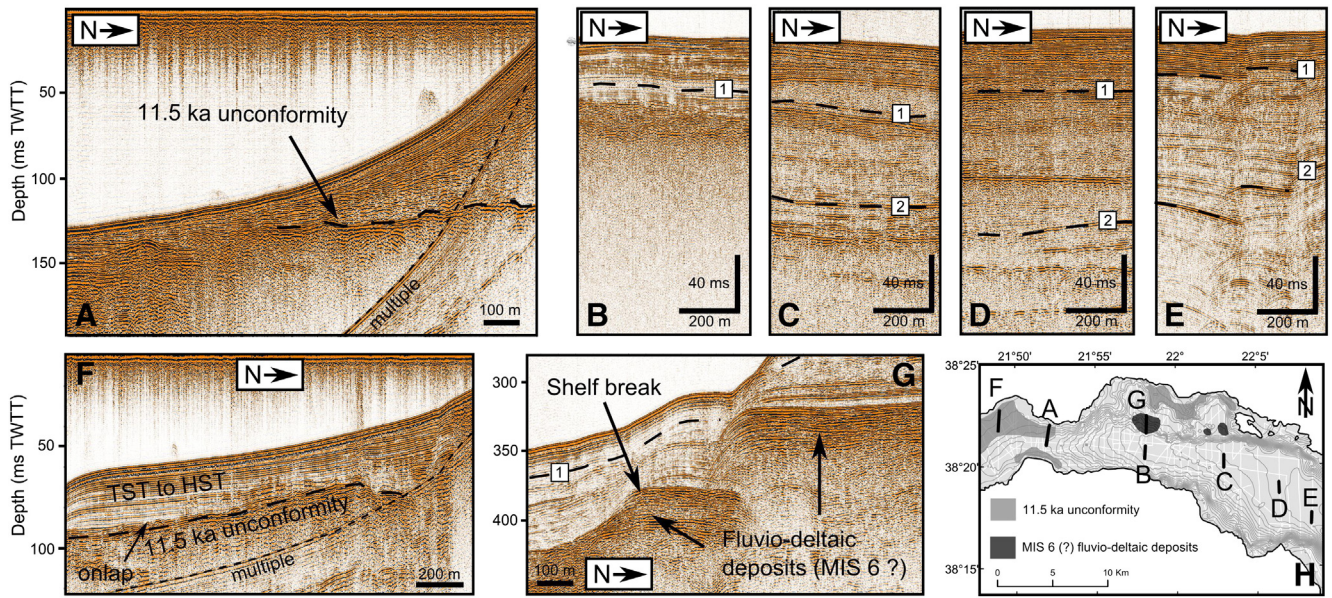 N
50
100
150
Depth (ms TWTT)
11.5 ka unconformity
multiple
100 m
A
N
1
40 ms
200 m
B
N
1
2
40 ms
200 m
C
N
1
2
40 ms
200 m
D
N
1
2
40 ms
200 m
E
F
N
50
100
Depth (ms TWTT)
TST to HST
11.5 ka unconformity
onlap
multiple
200 m
G
300
350
400
Shelf break
1
Fluvio-deltaic
deposits (MIS 6 ?)
100 m
N
21°50' 21°55' 22° 22°5'
38°25'
38°20'
38°15'
N
F
A
G
B
C
D
E
11.5 ka unconformity
MIS 6 (?) fluvio-deltaic deposits
0 5 10 Km
H